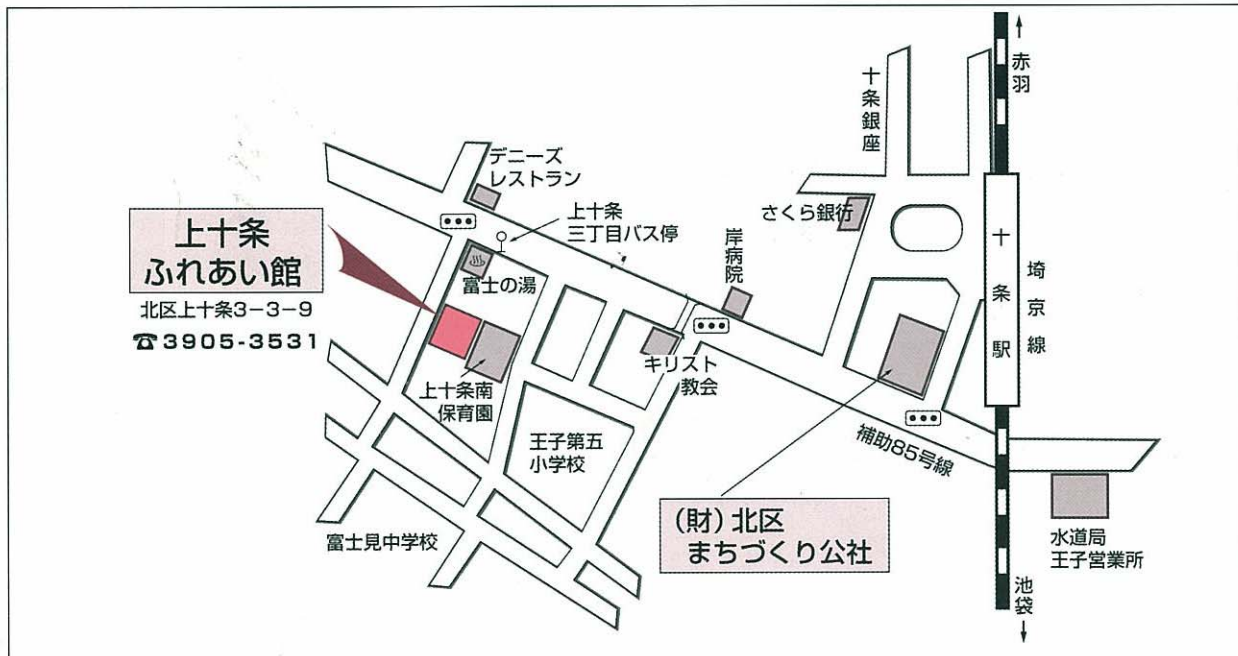 上十条
ふれあい館
北区上十条3-3-9
☎3905-3531
デニーズ
レストラン
上十条
三丁目バス停
富士の湯
上十条南
保育園
王子第五
小学校
富士見中学校
キリスト
教会
岸病院
さくら銀行
十条銀座
↑
赤羽
十条駅
埼京線
補助85号線
(財)北区
まちづくり公社
水道局
王子営業所
池袋
↓